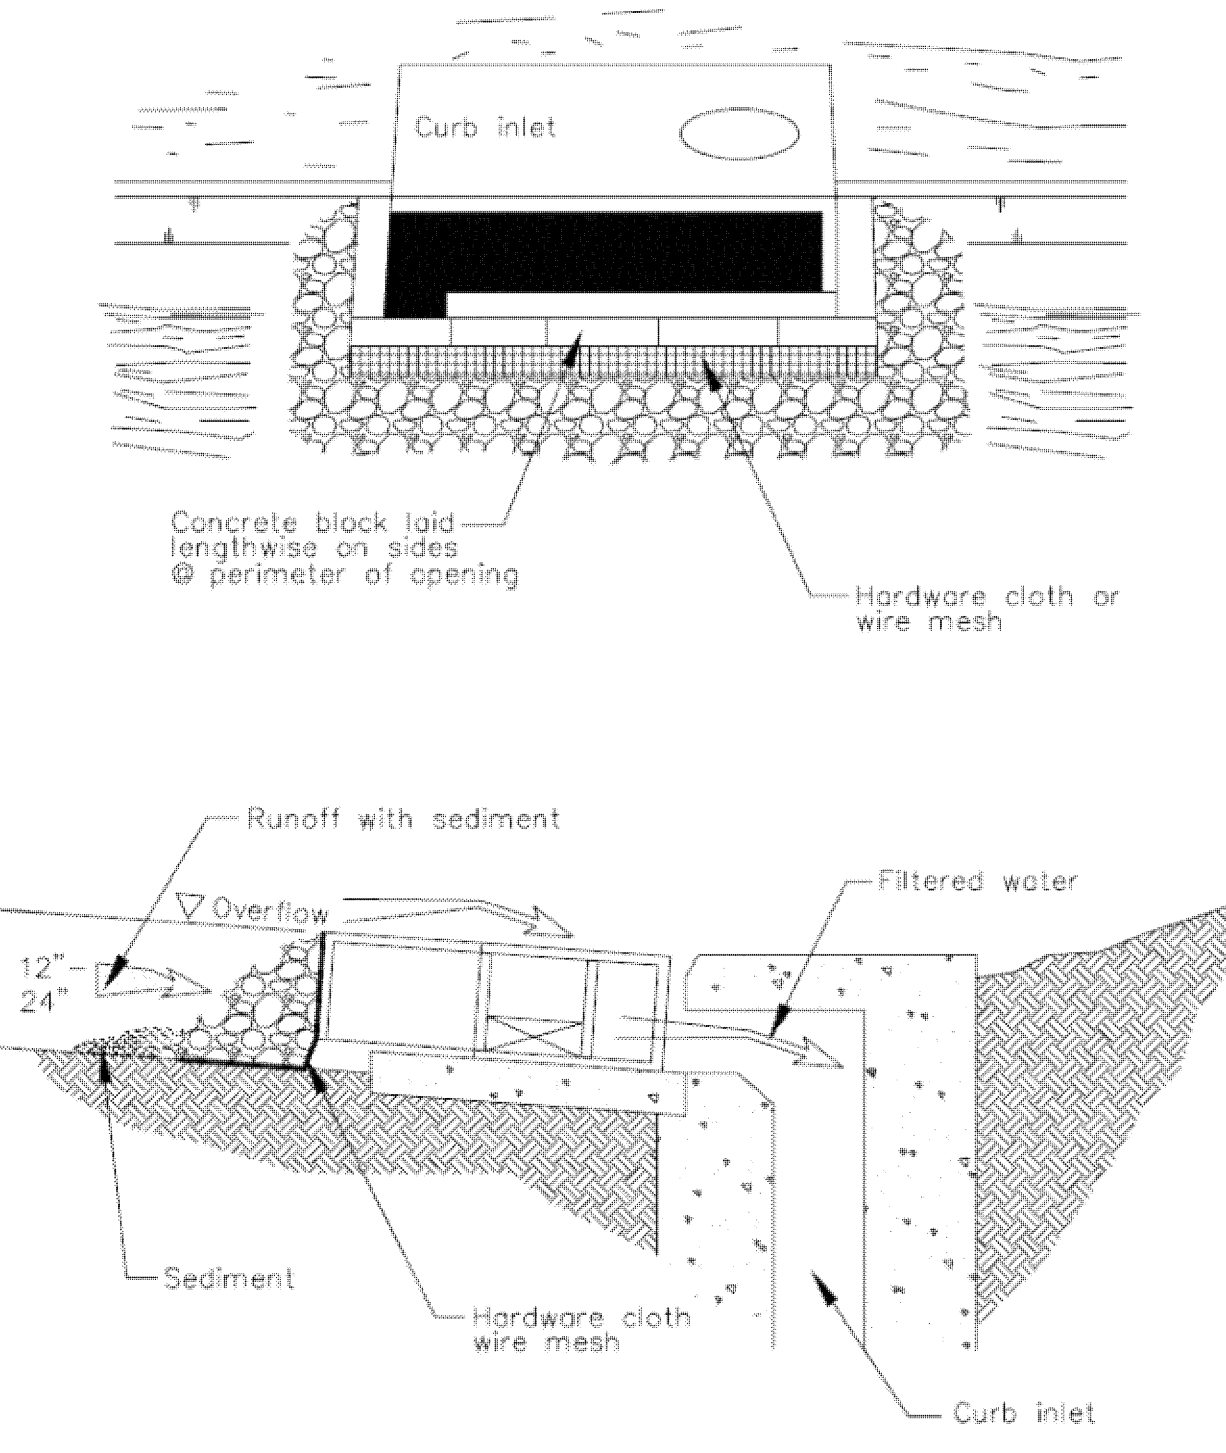 Curb inlet
Concrete block laid
lengthwise on sides
@ perimeter of opening
Hardware cloth or
wire mesh
Runoff with sediment
Overflow
Filtered water
12"-
24"
Sediment
Hardware cloth
wire mesh
Curb inlet